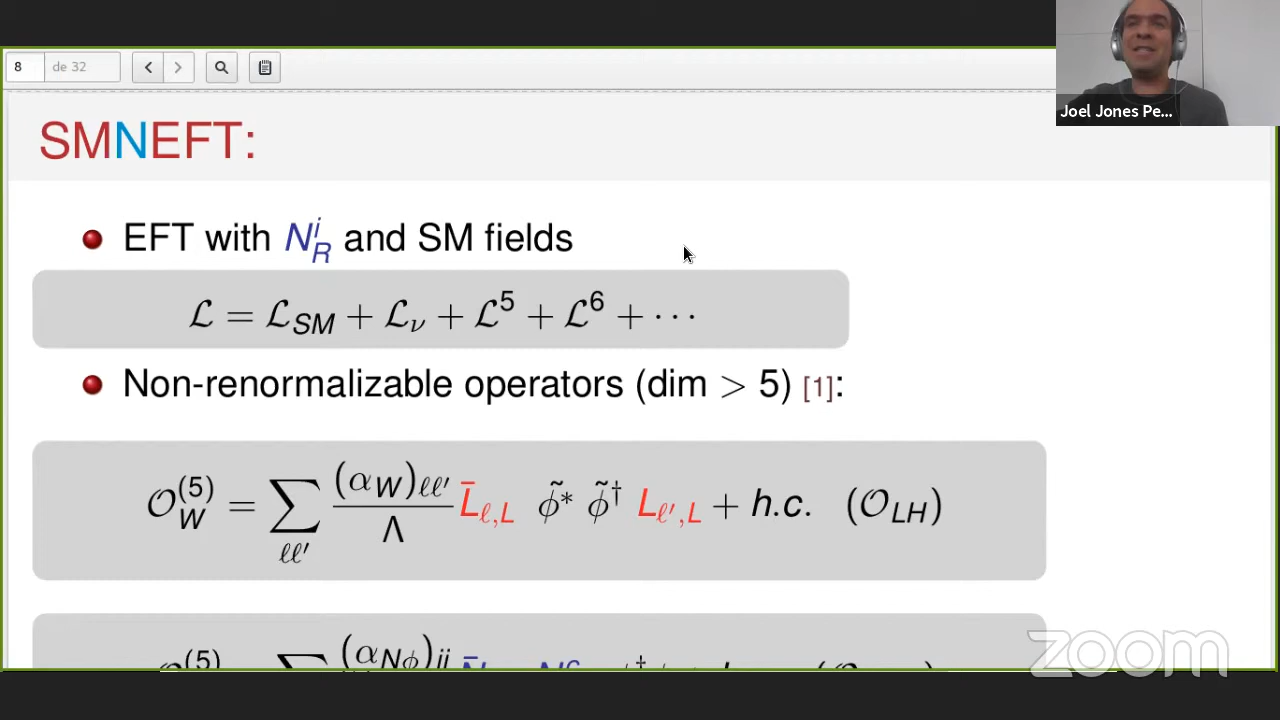 8 de 32
Joel Jones Pe...
SMNEFT:
EFT with N_R^i and SM fields
ℒ = ℒ_SM + ℒ_ν + ℒ^5 + ℒ^6 + ⋯
Non-renormalizable operators (dim > 5) [1]:
𝒪_W^(5) = ∑_ℓℓ′ (α_W)_ℓℓ′ / Λ L̄_ℓ,L ϕ̃* ϕ̃† L_ℓ′,L + h.c. (𝒪_LH)
zoom